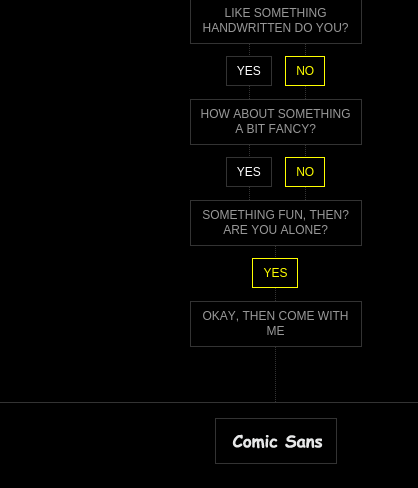 LIKE SOMETHING
HANDWRITTEN DO YOU?
YES NO
HOW ABOUT SOMETHING
A BIT FANCY?
YES NO
SOMETHING FUN, THEN?
ARE YOU ALONE?
YES
OKAY, THEN COME WITH
ME
Comic Sans